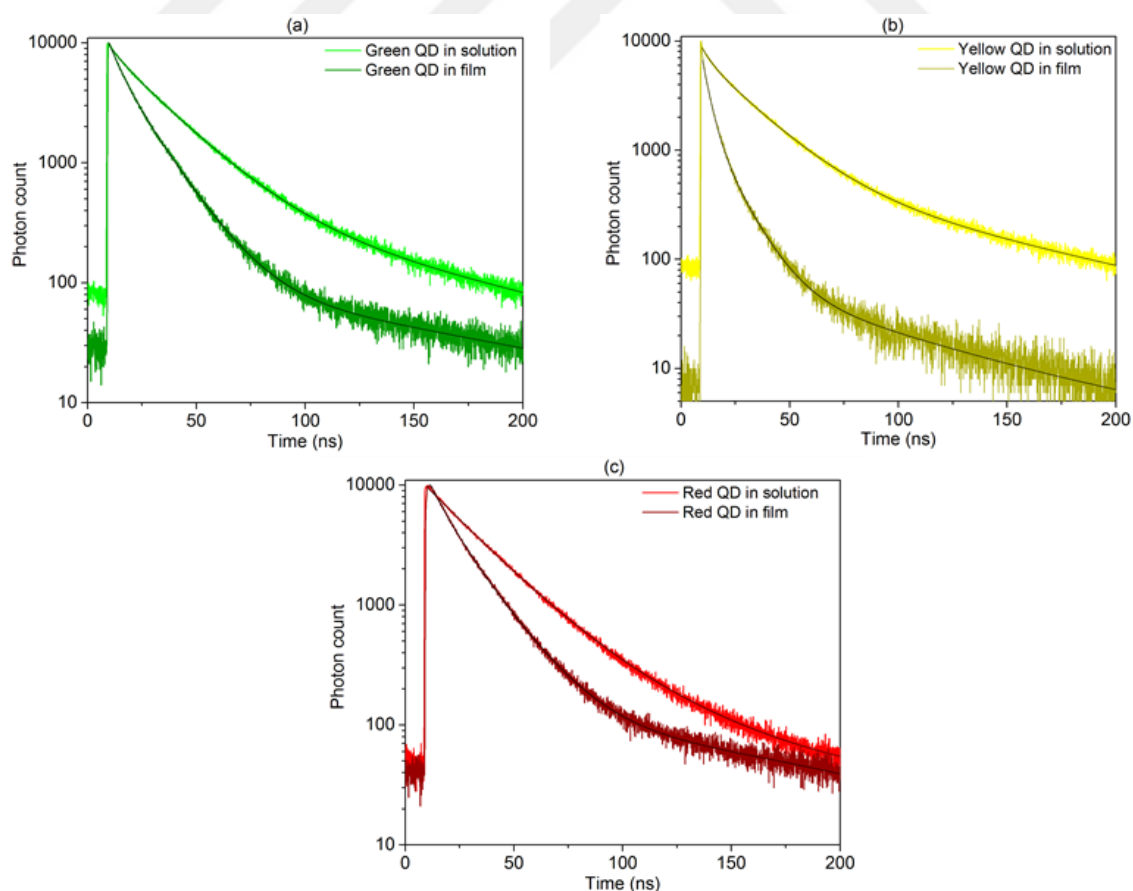 (a)
Green QD in solution
Green QD in film
10000
1000
100
10
Photon count
0 50 100 150 200
Time (ns)
(b)
Yellow QD in solution
Yellow QD in film
10000
1000
100
10
Photon count
0 50 100 150 200
Time (ns)
(c)
Red QD in solution
Red QD in film
10000
1000
100
10
Photon count
0 50 100 150 200
Time (ns)